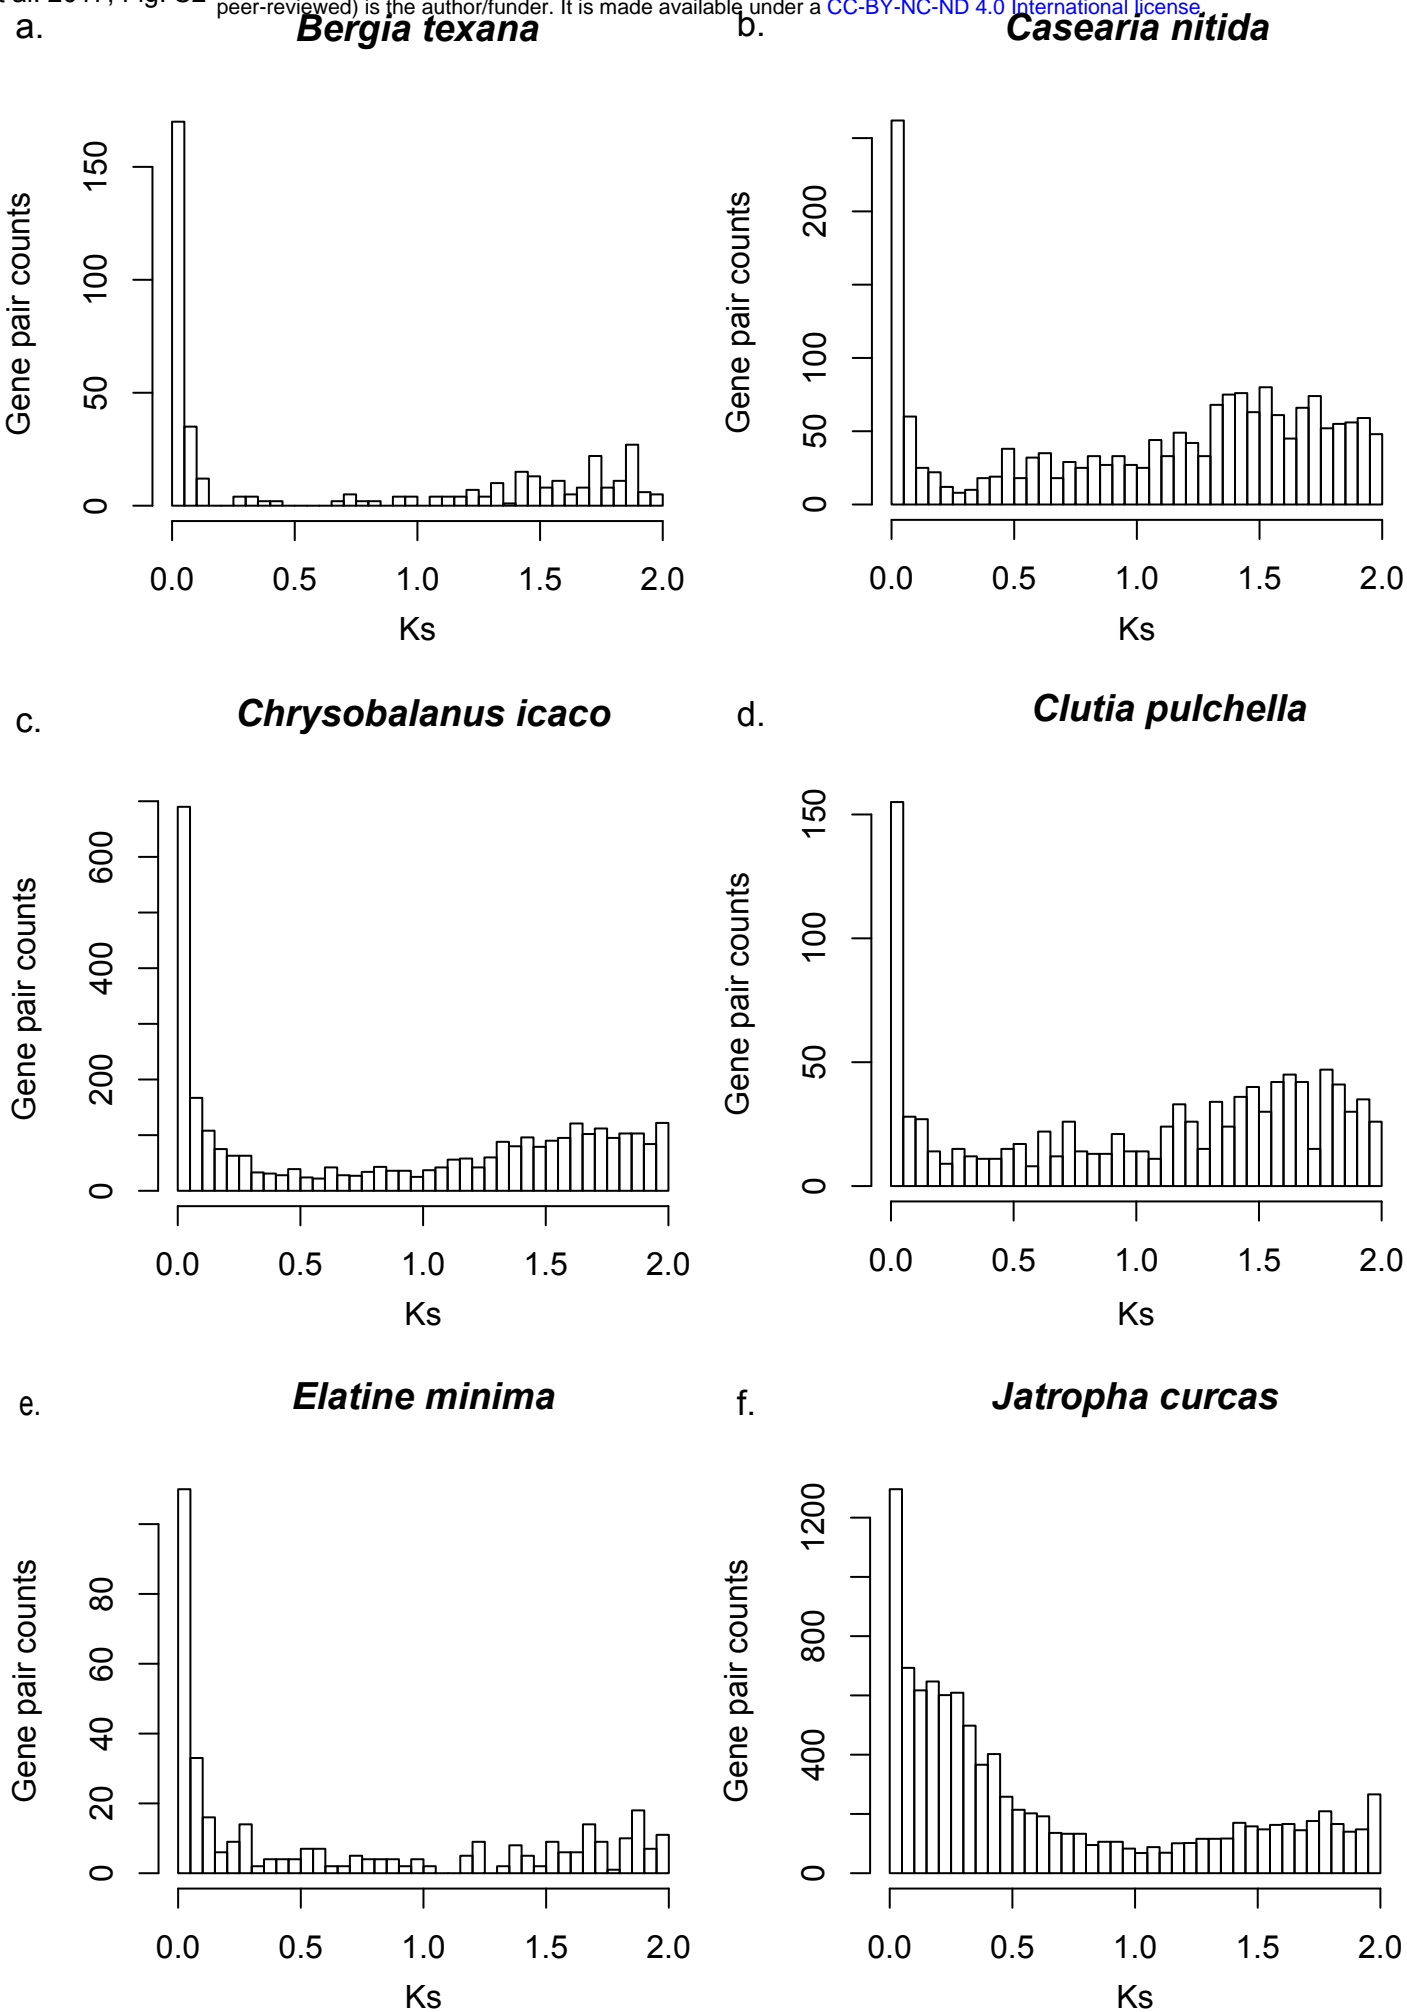 peer-reviewed) is the author/funder. It is made available under a CC-BY-NC-ND 4.0 International license.
a. Bergia texana
b. Casearia nitida
Gene pair counts
0 50 100 150
0.0 0.5 1.0 1.5 2.0
Ks
Gene pair counts
0 50 100 200
0.0 0.5 1.0 1.5 2.0
Ks
c. Chrysobalanus icaco
d. Clutia pulchella
Gene pair counts
0 200 400 600
0.0 0.5 1.0 1.5 2.0
Ks
Gene pair counts
0 50 100 150
0.0 0.5 1.0 1.5 2.0
Ks
e. Elatine minima
f. Jatropha curcas
Gene pair counts
0 20 40 60 80
0.0 0.5 1.0 1.5 2.0
Ks
Gene pair counts
0 400 800 1200
0.0 0.5 1.0 1.5 2.0
Ks